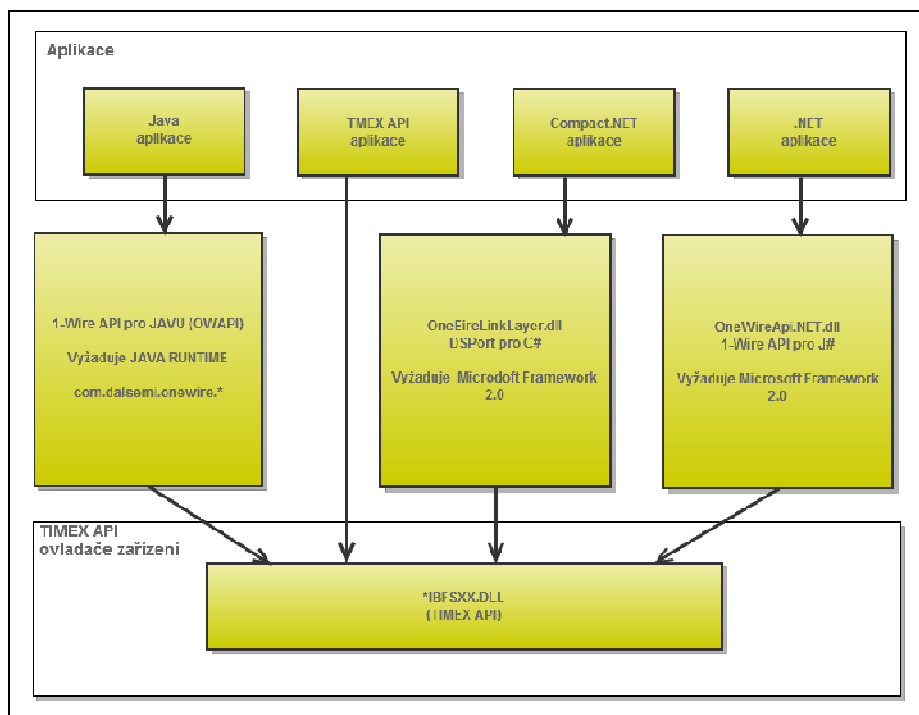 Aplikace
Java
aplikace
TMEX API
aplikace
Compact.NET
aplikace
.NET
aplikace
1-Wire API pro JAVU (OWAPI)
Vyžaduje JAVA RUNTIME
com.dalsemi.onewire.*
OneEireLinkLayer.dll
DSPort pro C#
Vyžaduje Microdoft Framework
2.0
OneWireApi.NET.dll
1-Wire API pro J#
Vyžaduje Microsoft Framework
2.0
TIMEX API
ovladače zařízení
*IBFSXX.DLL
(TIMEX API)